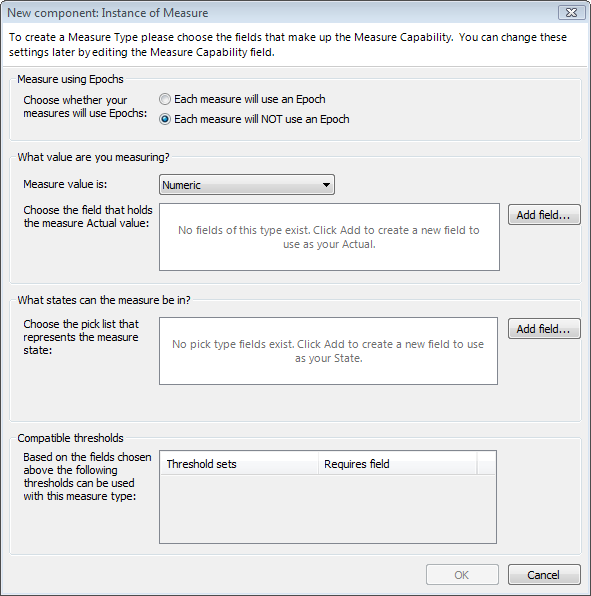 New component: Instance of Measure
To create a Measure Type please choose the fields that make up the Measure Capability. You can change these
settings later by editing the Measure Capability field.
Measure using Epochs
Choose whether your
measures will use Epochs:
Each measure will use an Epoch
Each measure will NOT use an Epoch
What value are you measuring?
Measure value is:
Numeric
Choose the field that holds
the measure Actual value:
No fields of this type exist. Click Add to create a new field to
use as your Actual.
Add field...
What states can the measure be in?
Choose the pick list that
represents the measure
state:
No pick type fields exist. Click Add to create a new field to use
as your State.
Add field...
Compatible thresholds
Based on the fields chosen
above the following
thresholds can be used
with this measure type:
Threshold sets
Requires field
OK
Cancel